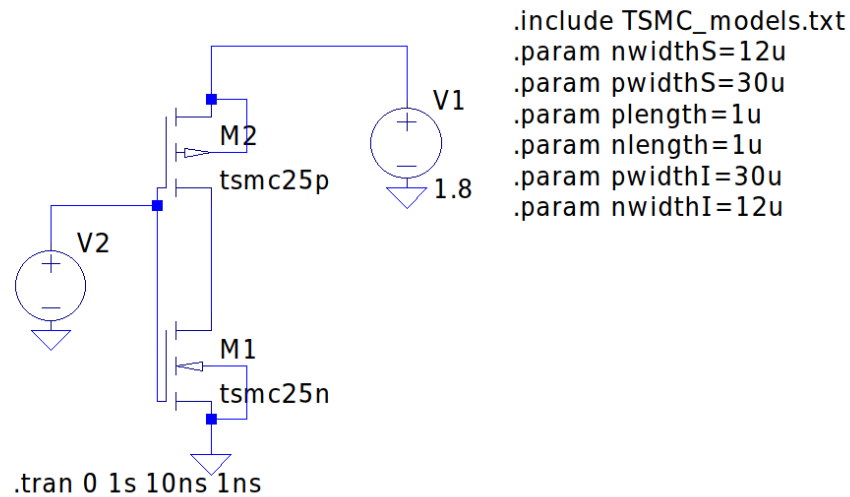 .include TSMC_models.txt
.param nwidthS=12u
.param pwidthS=30u
.param plength=1u
.param nlength=1u
.param pwidthI=30u
.param nwidthI=12u
V1
1.8
M2
tsmc25p
V2
M1
tsmc25n
.tran 0 1s 10ns 1ns